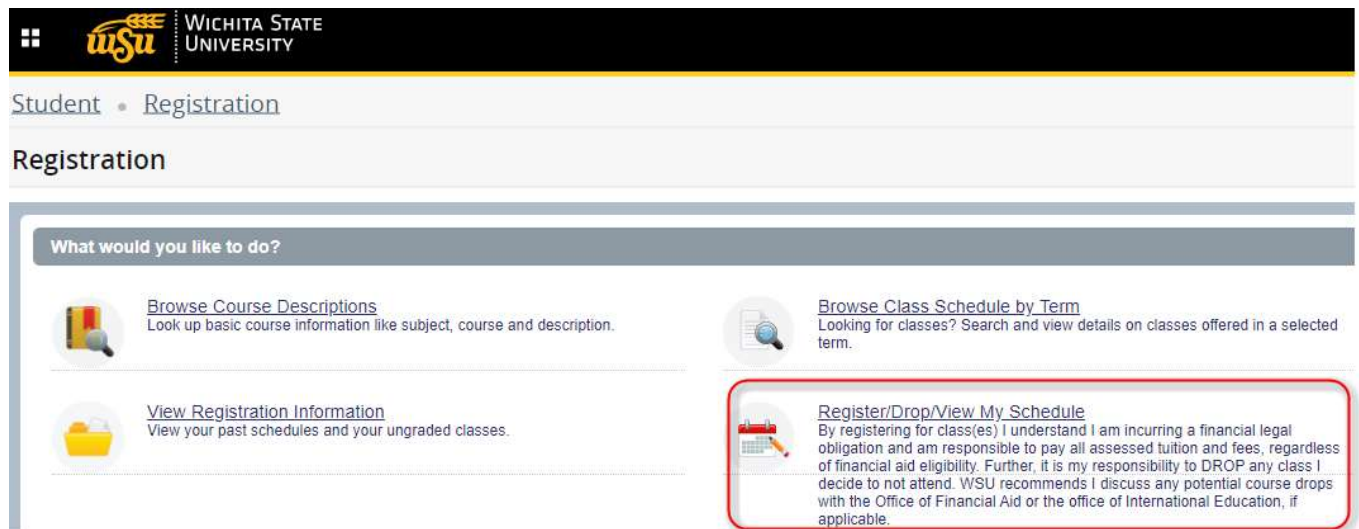 WSU
WICHITA STATE
UNIVERSITY
Student • Registration
Registration
What would you like to do?
Browse Course Descriptions
Look up basic course information like subject, course and description.
Browse Class Schedule by Term
Looking for classes? Search and view details on classes offered in a selected
term.
View Registration Information
View your past schedules and your ungraded classes.
Register/Drop/View My Schedule
By registering for class(es) I understand I am incurring a financial legal
obligation and am responsible to pay all assessed tuition and fees, regardless
of financial aid eligibility. Further, it is my responsibility to DROP any class I
decide to not attend. WSU recommends I discuss any potential course drops
with the Office of Financial Aid or the office of International Education, if
applicable.